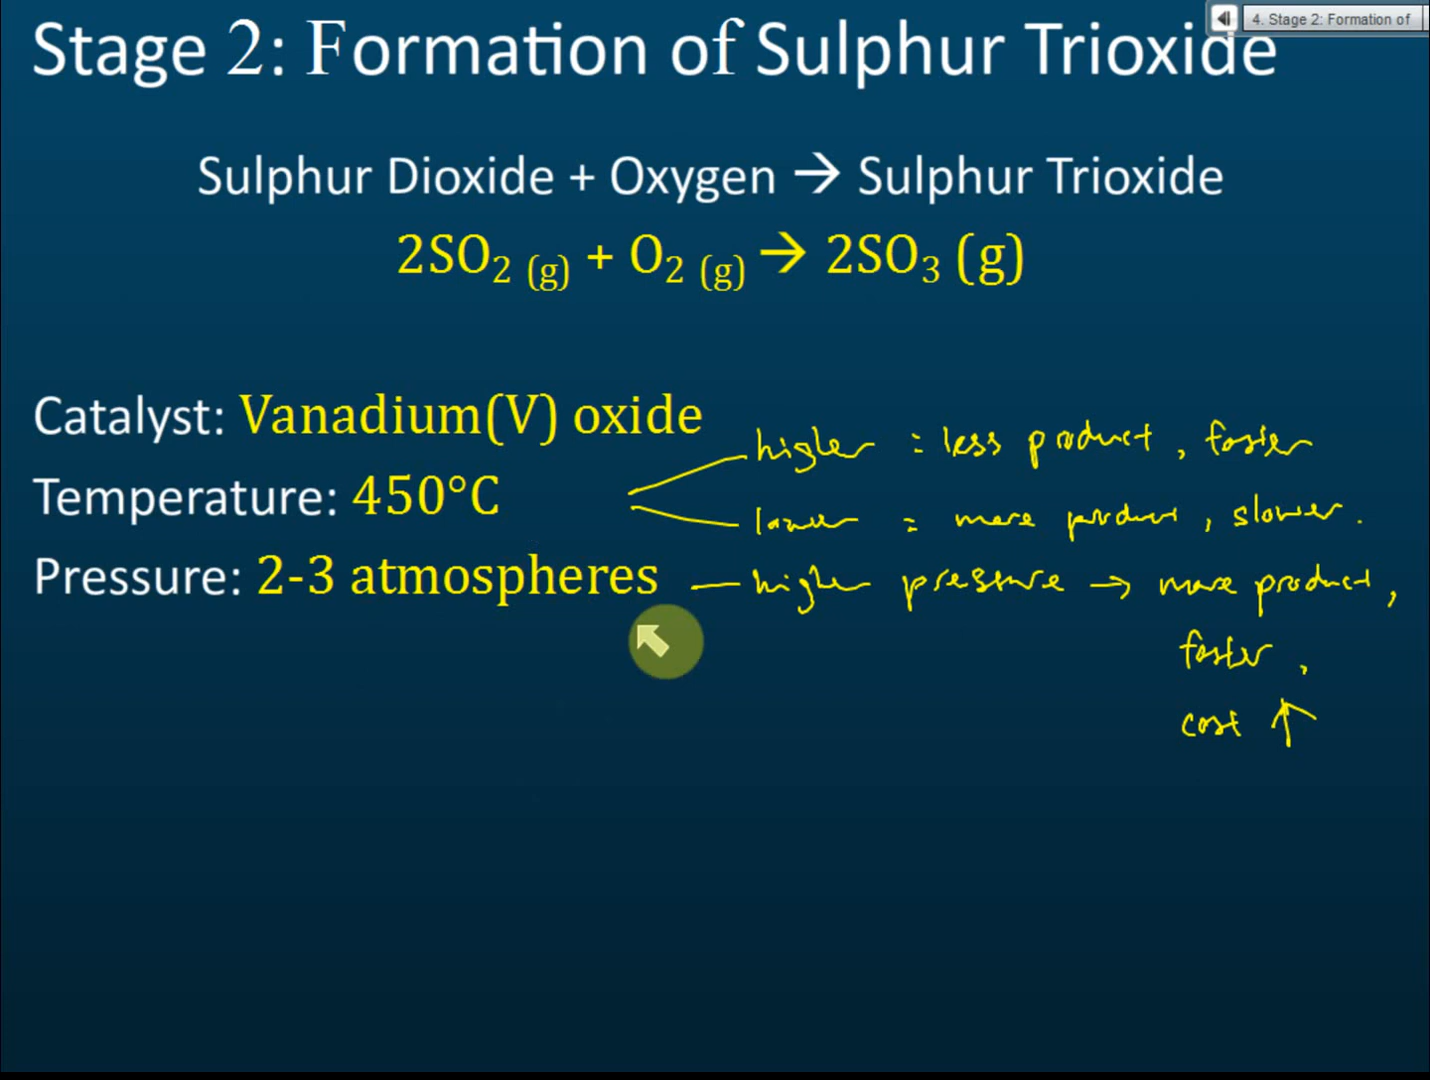 4. Stage 2: Formation of
Stage 2: Formation of Sulphur Trioxide
Sulphur Dioxide + Oxygen → Sulphur Trioxide
2SO₂ (g) + O₂ (g) → 2SO₃ (g)
Catalyst: Vanadium(V) oxide
higher = less product, faster
Temperature: 450°C
lower = more product, slower.
Pressure: 2-3 atmospheres — higher pressure → more product,
faster,
cost ↑